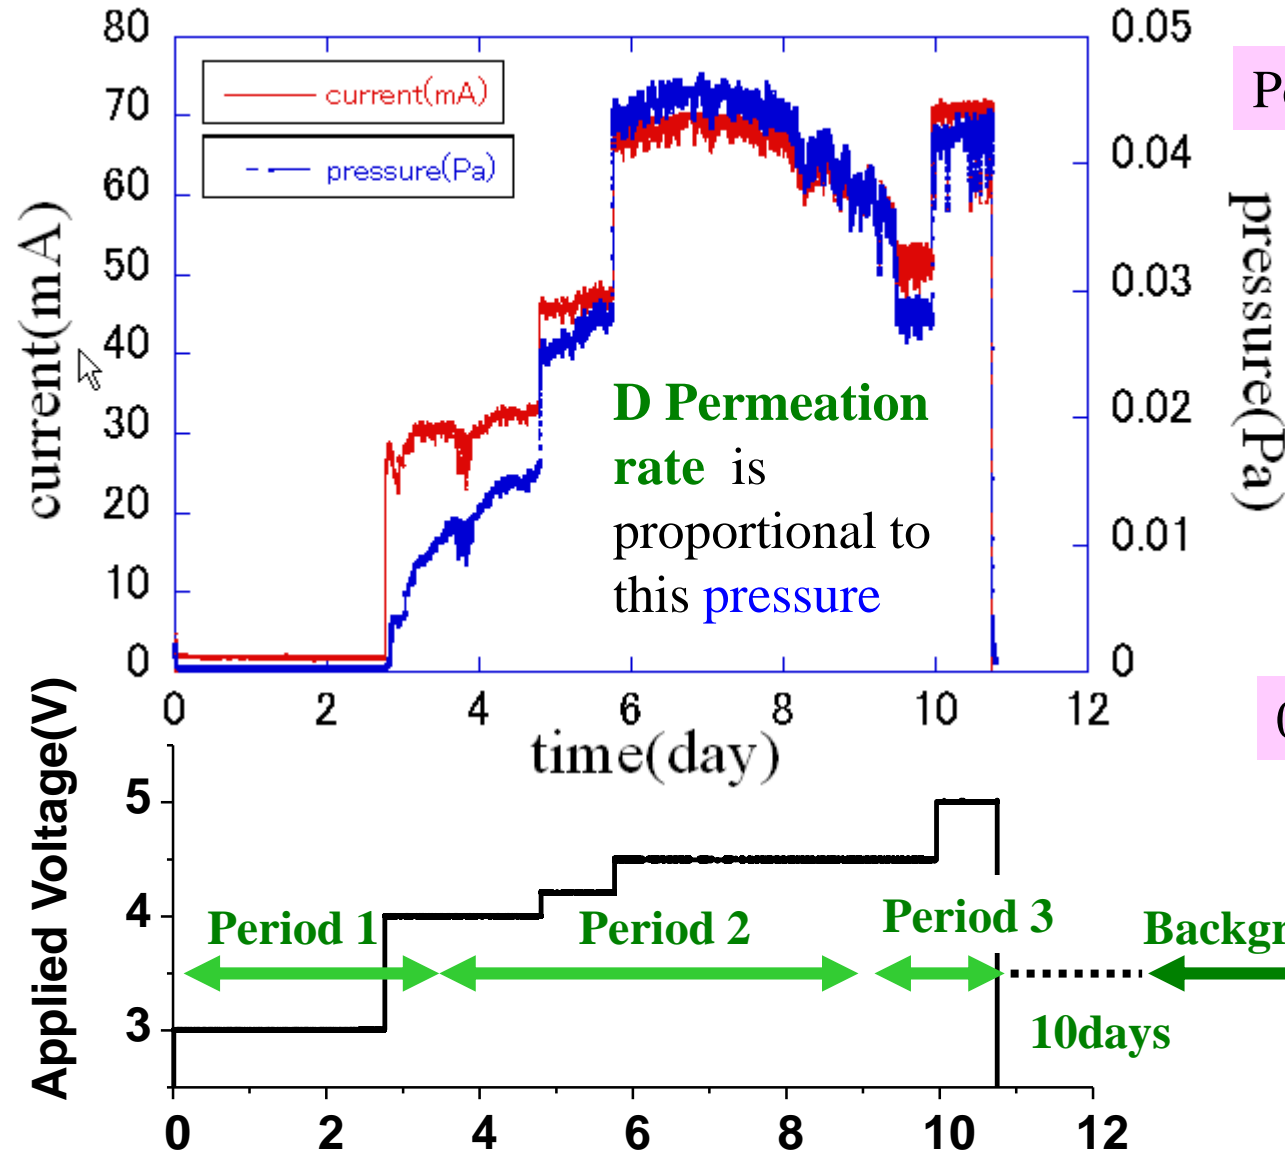 80
70
60
50
40
30
20
10
0
current(mA)
current(mA)
pressure(Pa)
0.05
0.04
0.03
0.02
0.01
0
pressure(Pa)
D Permeation
rate is
proportional to
this pressure
0 2 4 6 8 10 12
time(day)
Applied Voltage(V)
5
4
3
Period 1
Period 2
Period 3
10days
0 2 4 6 8 10 12